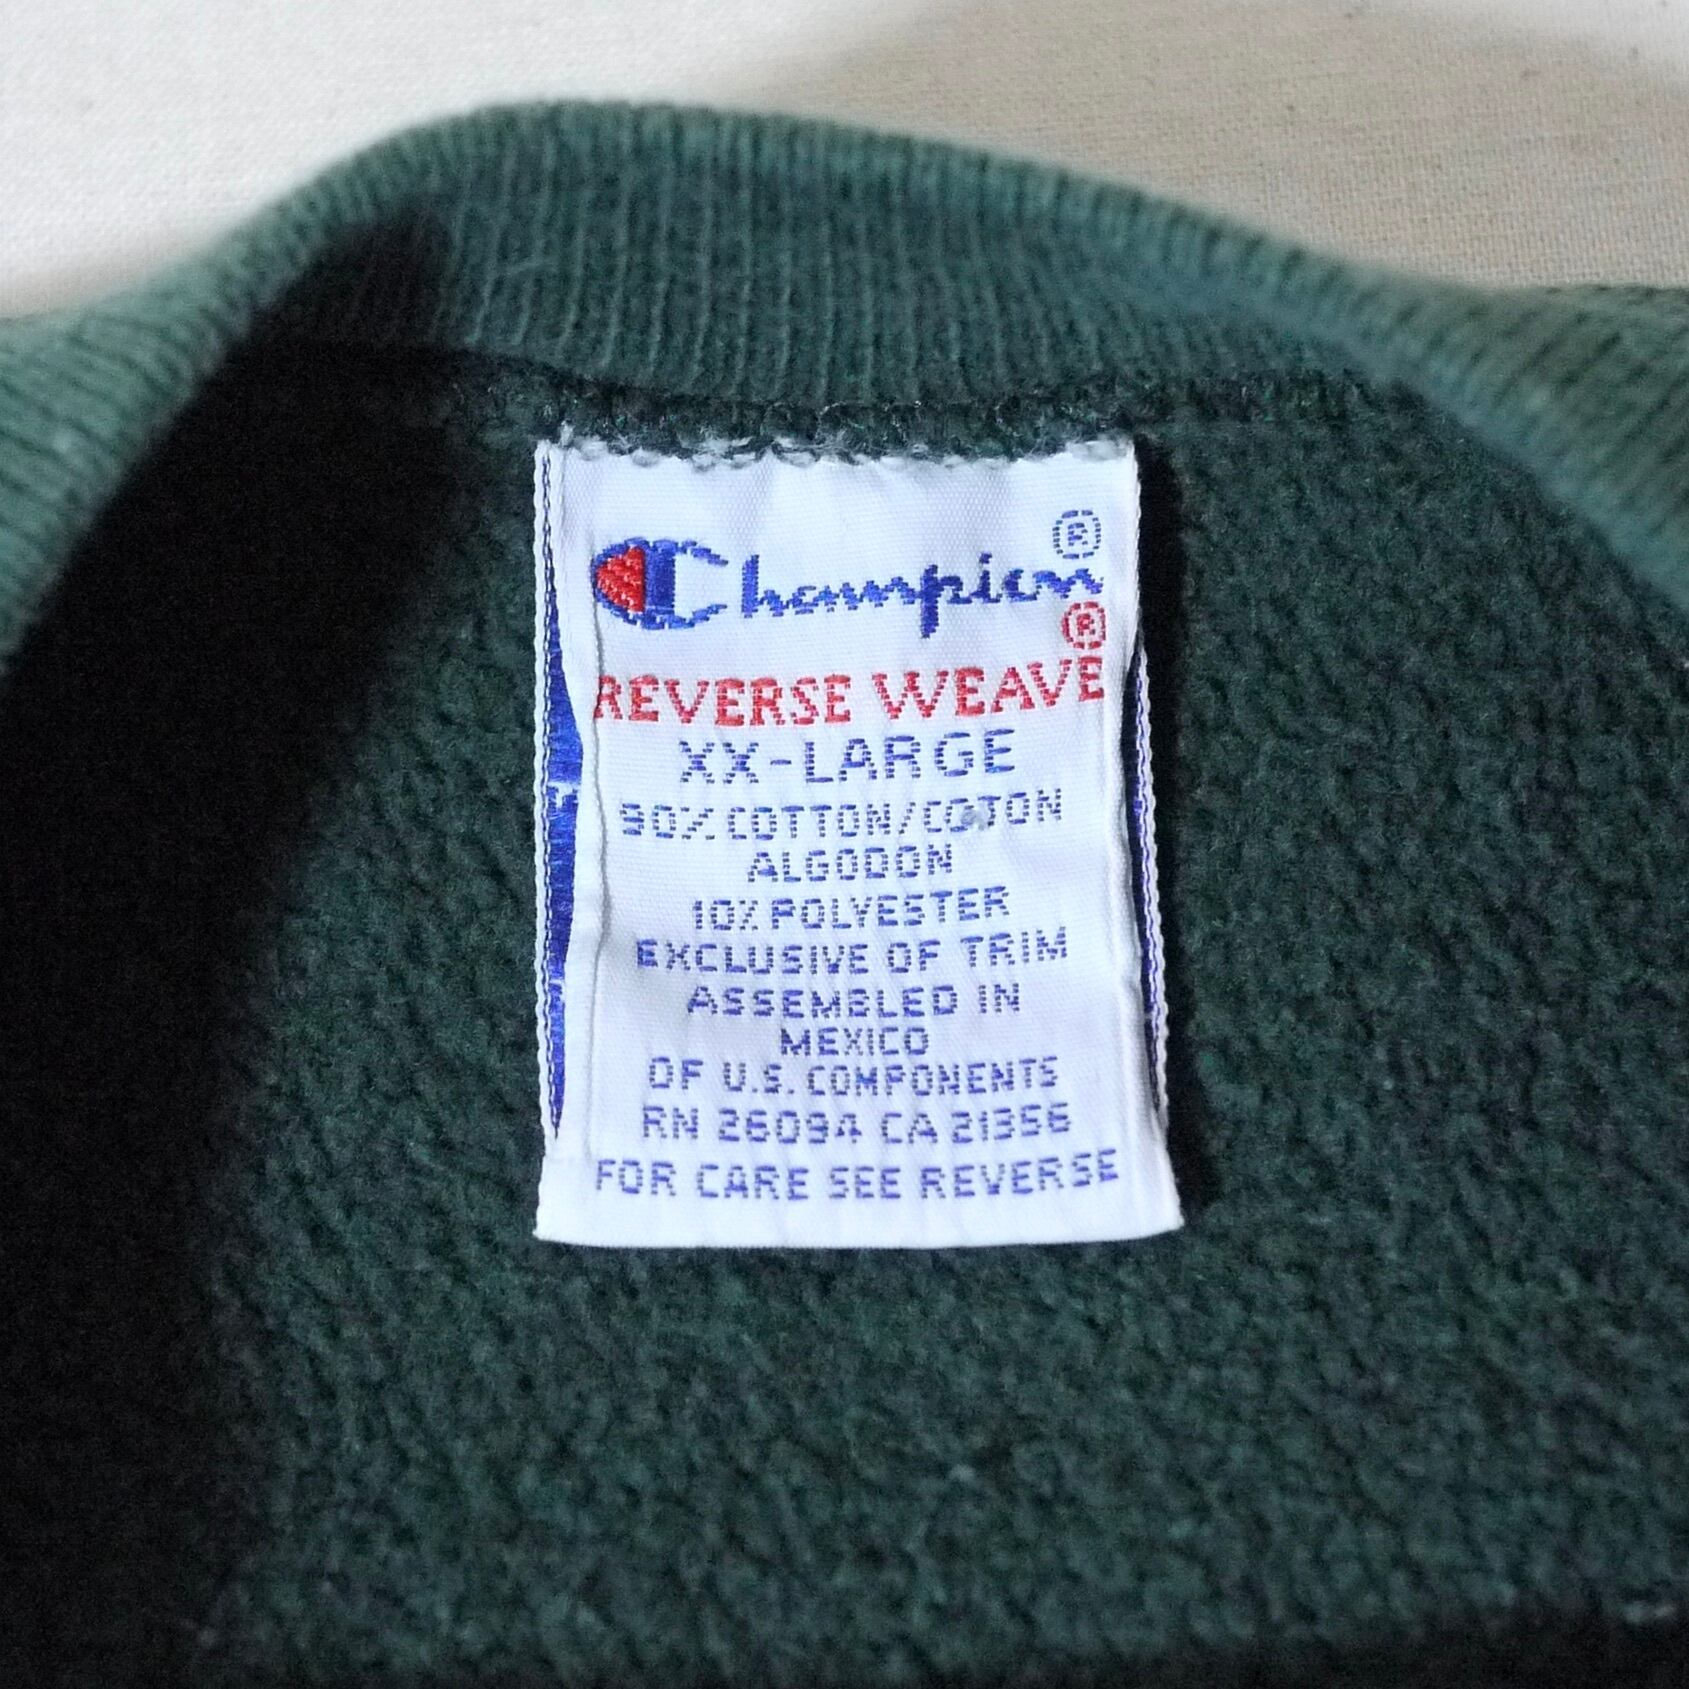 Champion®
®
REVERSE WEAVE
XX-LARGE
90% COTTON/COTON
ALGODON
10% POLYESTER
EXCLUSIVE OF TRIM
ASSEMBLED IN
MEXICO
OF U.S. COMPONENTS
RN 26094 CA 21356
FOR CARE SEE REVERSE